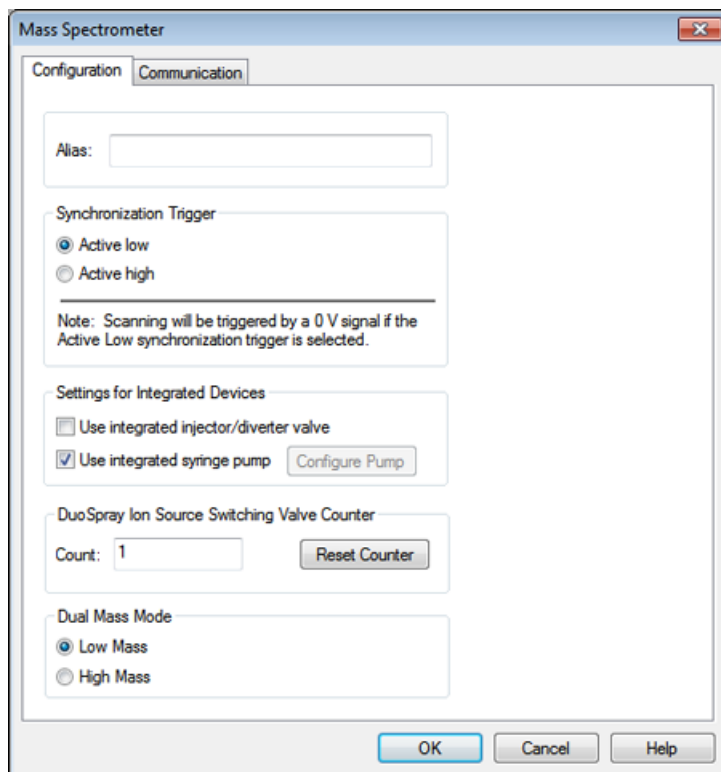 Mass Spectrometer
Configuration
Communication
Alias:
Synchronization Trigger
Active low
Active high
Note: Scanning will be triggered by a 0 V signal if the
Active Low synchronization trigger is selected.
Settings for Integrated Devices
Use integrated injector/diverter valve
Use integrated syringe pump
Configure Pump
DuoSpray Ion Source Switching Valve Counter
Count: 1
Reset Counter
Dual Mass Mode
Low Mass
High Mass
OK
Cancel
Help